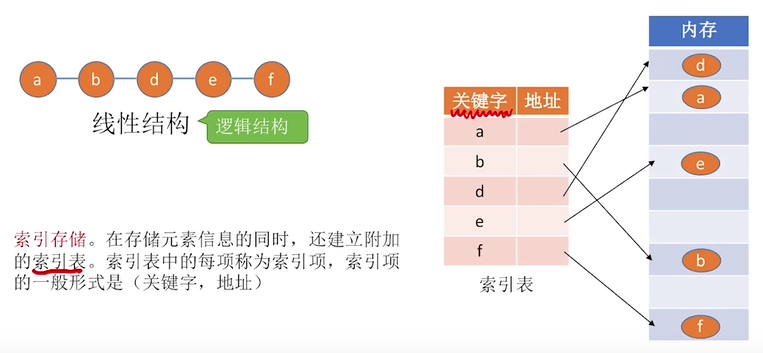 a b d e f
线性结构
逻辑结构
索引存储。在存储元素信息的同时，还建立附加
的索引表。索引表中的每项称为索引项，索引项
的一般形式是（关键字，地址）
关键字 地址
a
b
d
e
f
索引表
内存
d
a
e
b
f